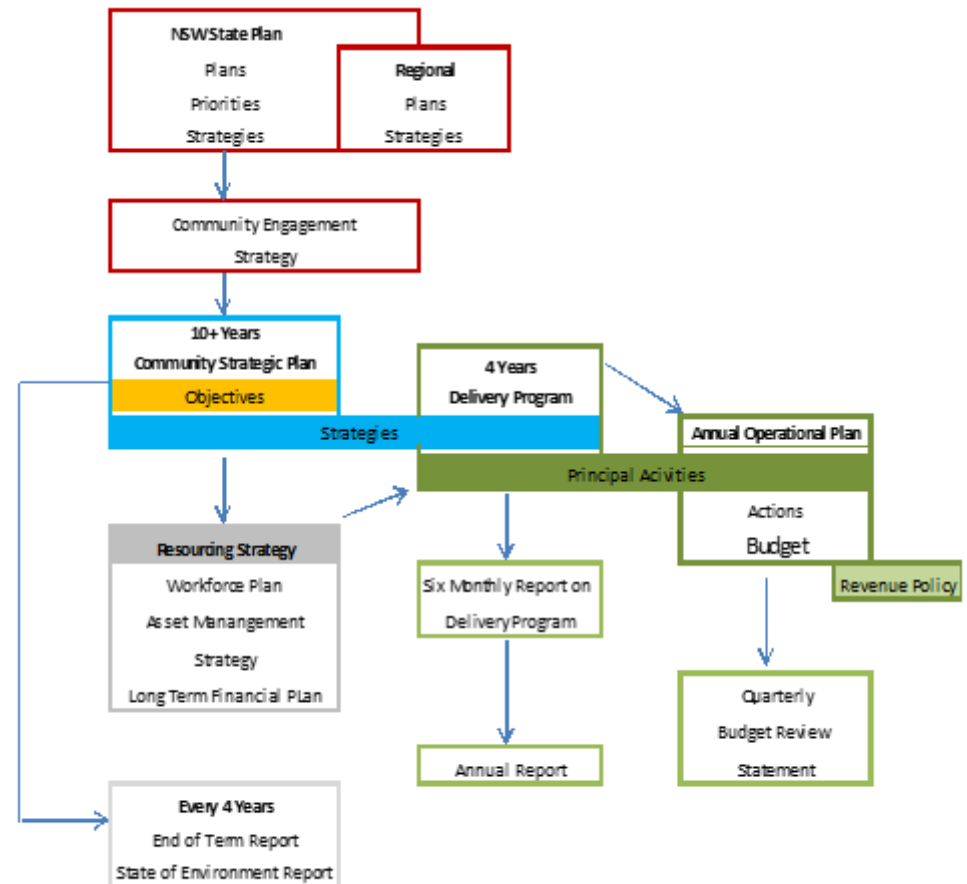 NSW State Plan
Plans
Priorities
Strategies
Regional
Plans
Strategies
Community Engagement
Strategy
10+ Years
Community Strategic Plan
Objectives
Strategies
4 Years
Delivery Program
Annual Operational Plan
Principal Acivities
Actions
Budget
Revenue Policy
Resourcing Strategy
Workforce Plan
Asset Manangement
Strategy
Long Term Financial PLan
Six Monthly Report on
Delivery Program
Annual Report
Quarterly
Budget Review
Statement
Every 4 Years
End of Term Report
State of Environment Report